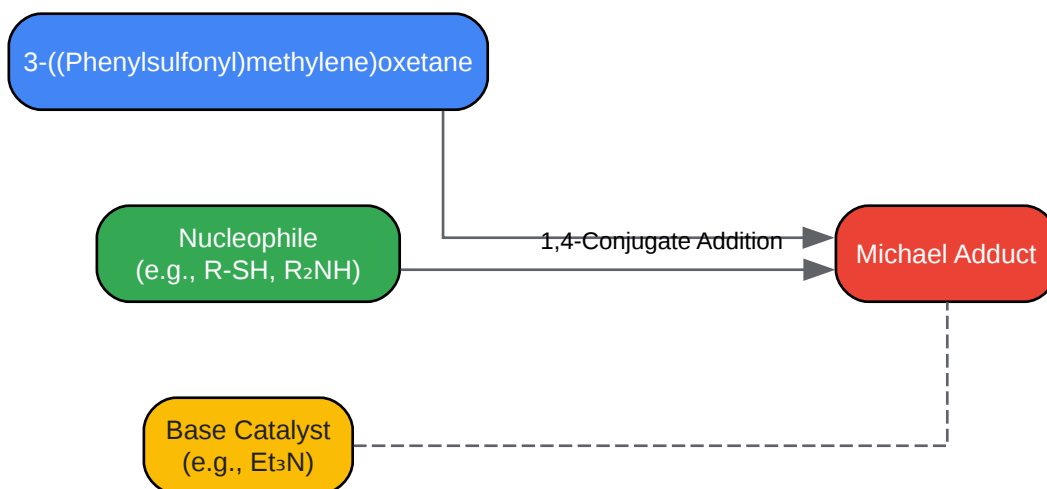 3-((Phenylsulfonyl)methylene)oxetane
Nucleophile
(e.g., R-SH, R₂NH)
1,4-Conjugate Addition
Michael Adduct
Base Catalyst
(e.g., Et₃N)